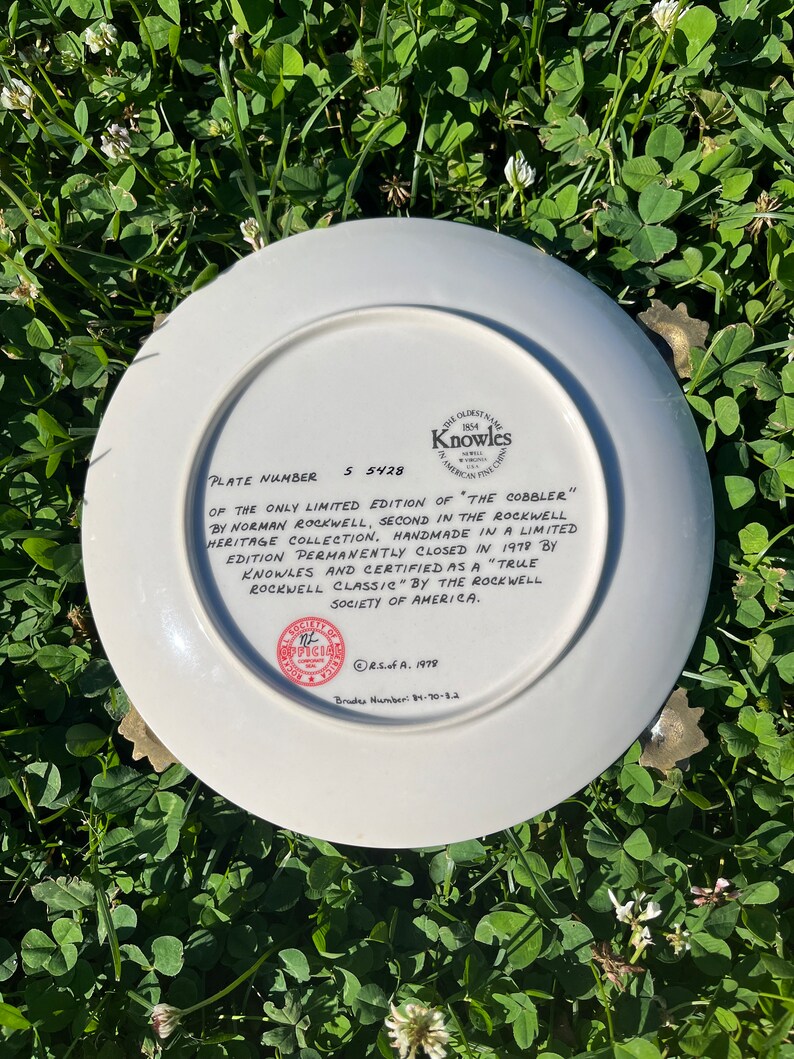 THE OLDEST NAME
1854
Knowles
NEWELL
W. VIRGINIA
U.S.A.
IN AMERICAN FINE CHINA
PLATE NUMBER S 5428
OF THE ONLY LIMITED EDITION OF "THE COBBLER"
BY NORMAN ROCKWELL, SECOND IN THE ROCKWELL
HERITAGE COLLECTION. HANDMADE IN A LIMITED
EDITION PERMANENTLY CLOSED IN 1978 BY
KNOWLES AND CERTIFIED AS A "TRUE
ROCKWELL CLASSIC" BY THE ROCKWELL
SOCIETY OF AMERICA.
SOCIETY OF AMERICA
NL
FFICIA
CORPORATE
SEAL
© R.S. of A. 1978
Bradex Number: 84-70-3.2